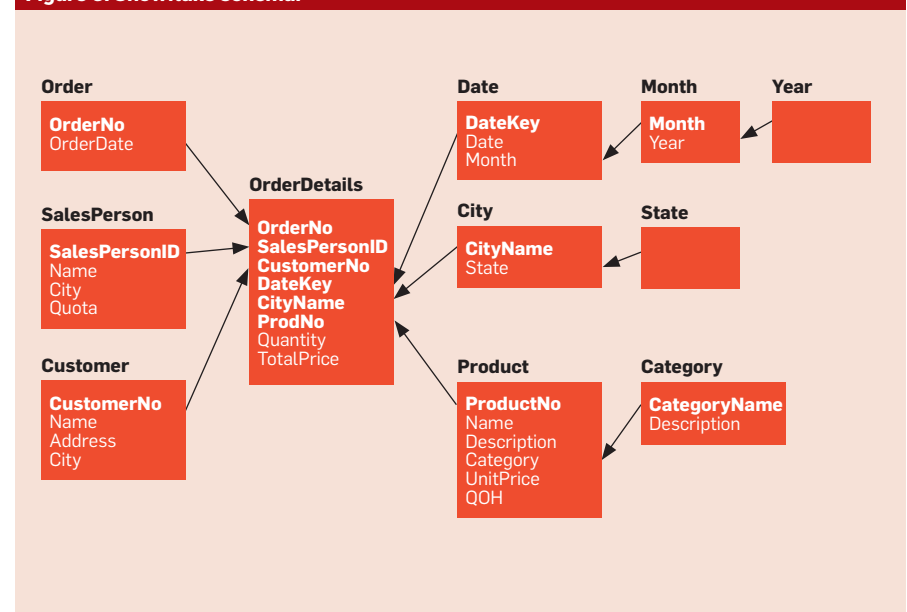 Order
OrderNo
OrderDate
SalesPerson
SalesPersonID
Name
City
Quota
Customer
CustomerNo
Name
Address
City
OrderDetails
OrderNo
SalesPersonID
CustomerNo
DateKey
CityName
ProdNo
Quantity
TotalPrice
Date
DateKey
Date
Month
Month
Month
Year
Year
City
CityName
State
State
Product
ProductNo
Name
Description
Category
UnitPrice
QOH
Category
CategoryName
Description